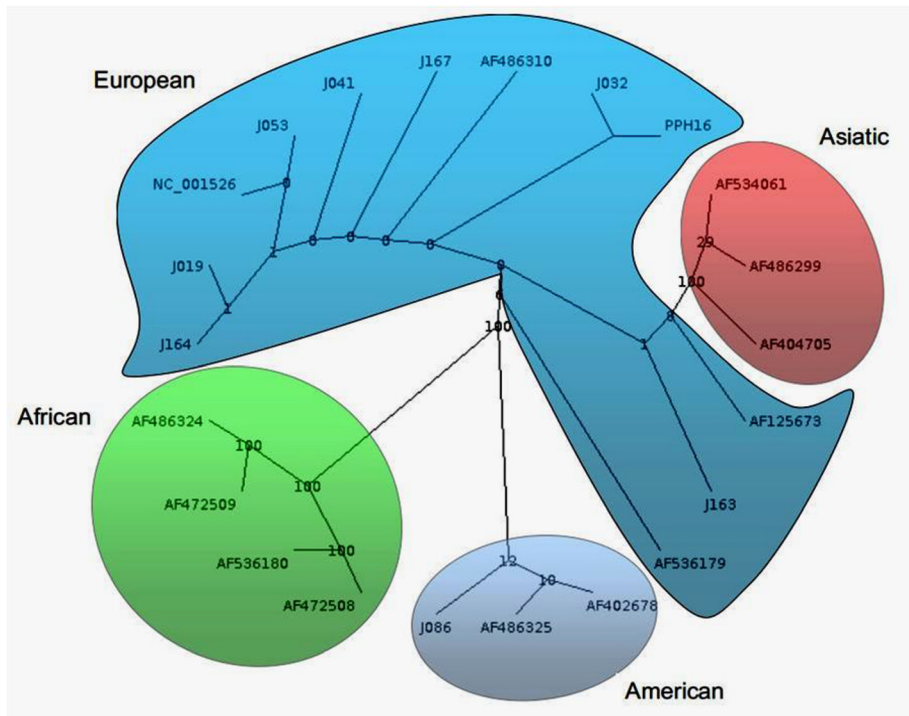 European
J167
AF486310
J041
J032
J053
PPH16
Asiatic
NC_001526
0
AF534061
1
0
0
0
0
29
J019
0
AF486299
100
1
6
8
J164
100
1
AF404705
African
AF486324
AF125673
100
100
AF472509
J163
AF536180
100
12
AF536179
10
AF472508
AF402678
J086
AF486325
American